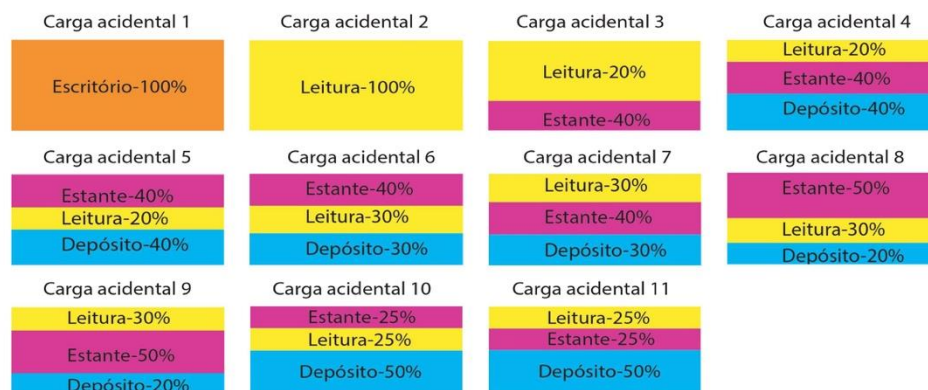 Carga acidental 1
Escritório-100%
Carga acidental 2
Leitura-100%
Carga acidental 3
Leitura-20%
Estante-40%
Carga acidental 4
Leitura-20%
Estante-40%
Depósito-40%
Carga acidental 5
Estante-40%
Leitura-20%
Depósito-40%
Carga acidental 6
Estante-40%
Leitura-30%
Depósito-30%
Carga acidental 7
Leitura-30%
Estante-40%
Depósito-30%
Carga acidental 8
Estante-50%
Leitura-30%
Depósito-20%
Carga acidental 9
Leitura-30%
Estante-50%
Depósito-20%
Carga acidental 10
Estante-25%
Leitura-25%
Depósito-50%
Carga acidental 11
Leitura-25%
Estante-25%
Depósito-50%